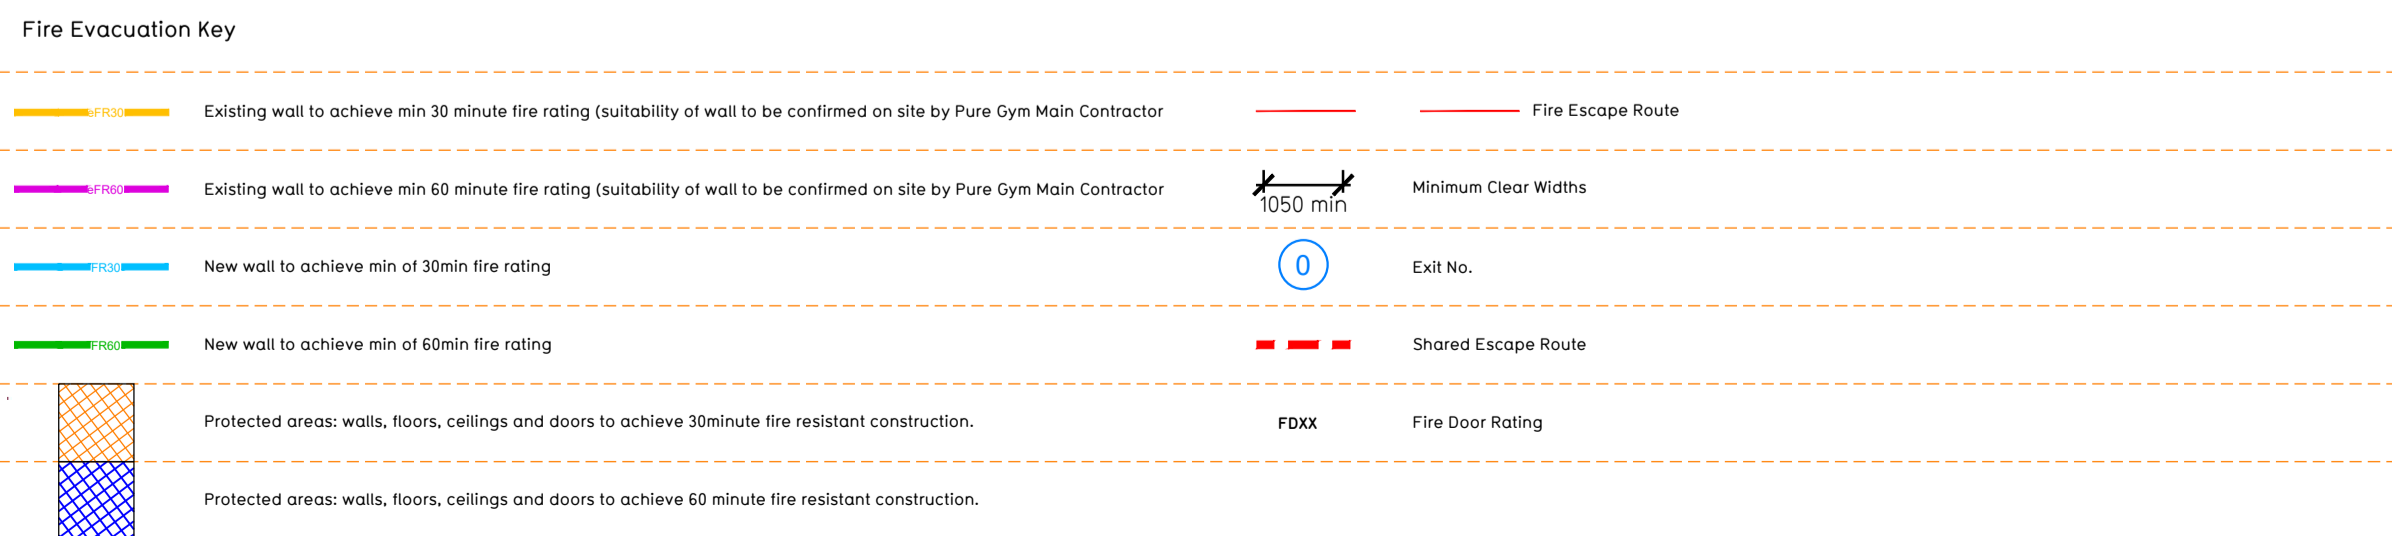 Fire Evacuation Key
eFR30 Existing wall to achieve min 30 minute fire rating (suitability of wall to be confirmed on site by Pure Gym Main Contractor
Fire Escape Route
eFR60 Existing wall to achieve min 60 minute fire rating (suitability of wall to be confirmed on site by Pure Gym Main Contractor
1050 min Minimum Clear Widths
FR30 New wall to achieve min of 30min fire rating
0 Exit No.
FR60 New wall to achieve min of 60min fire rating
Shared Escape Route
Protected areas: walls, floors, ceilings and doors to achieve 30minute fire resistant construction.
FDXX Fire Door Rating
Protected areas: walls, floors, ceilings and doors to achieve 60 minute fire resistant construction.